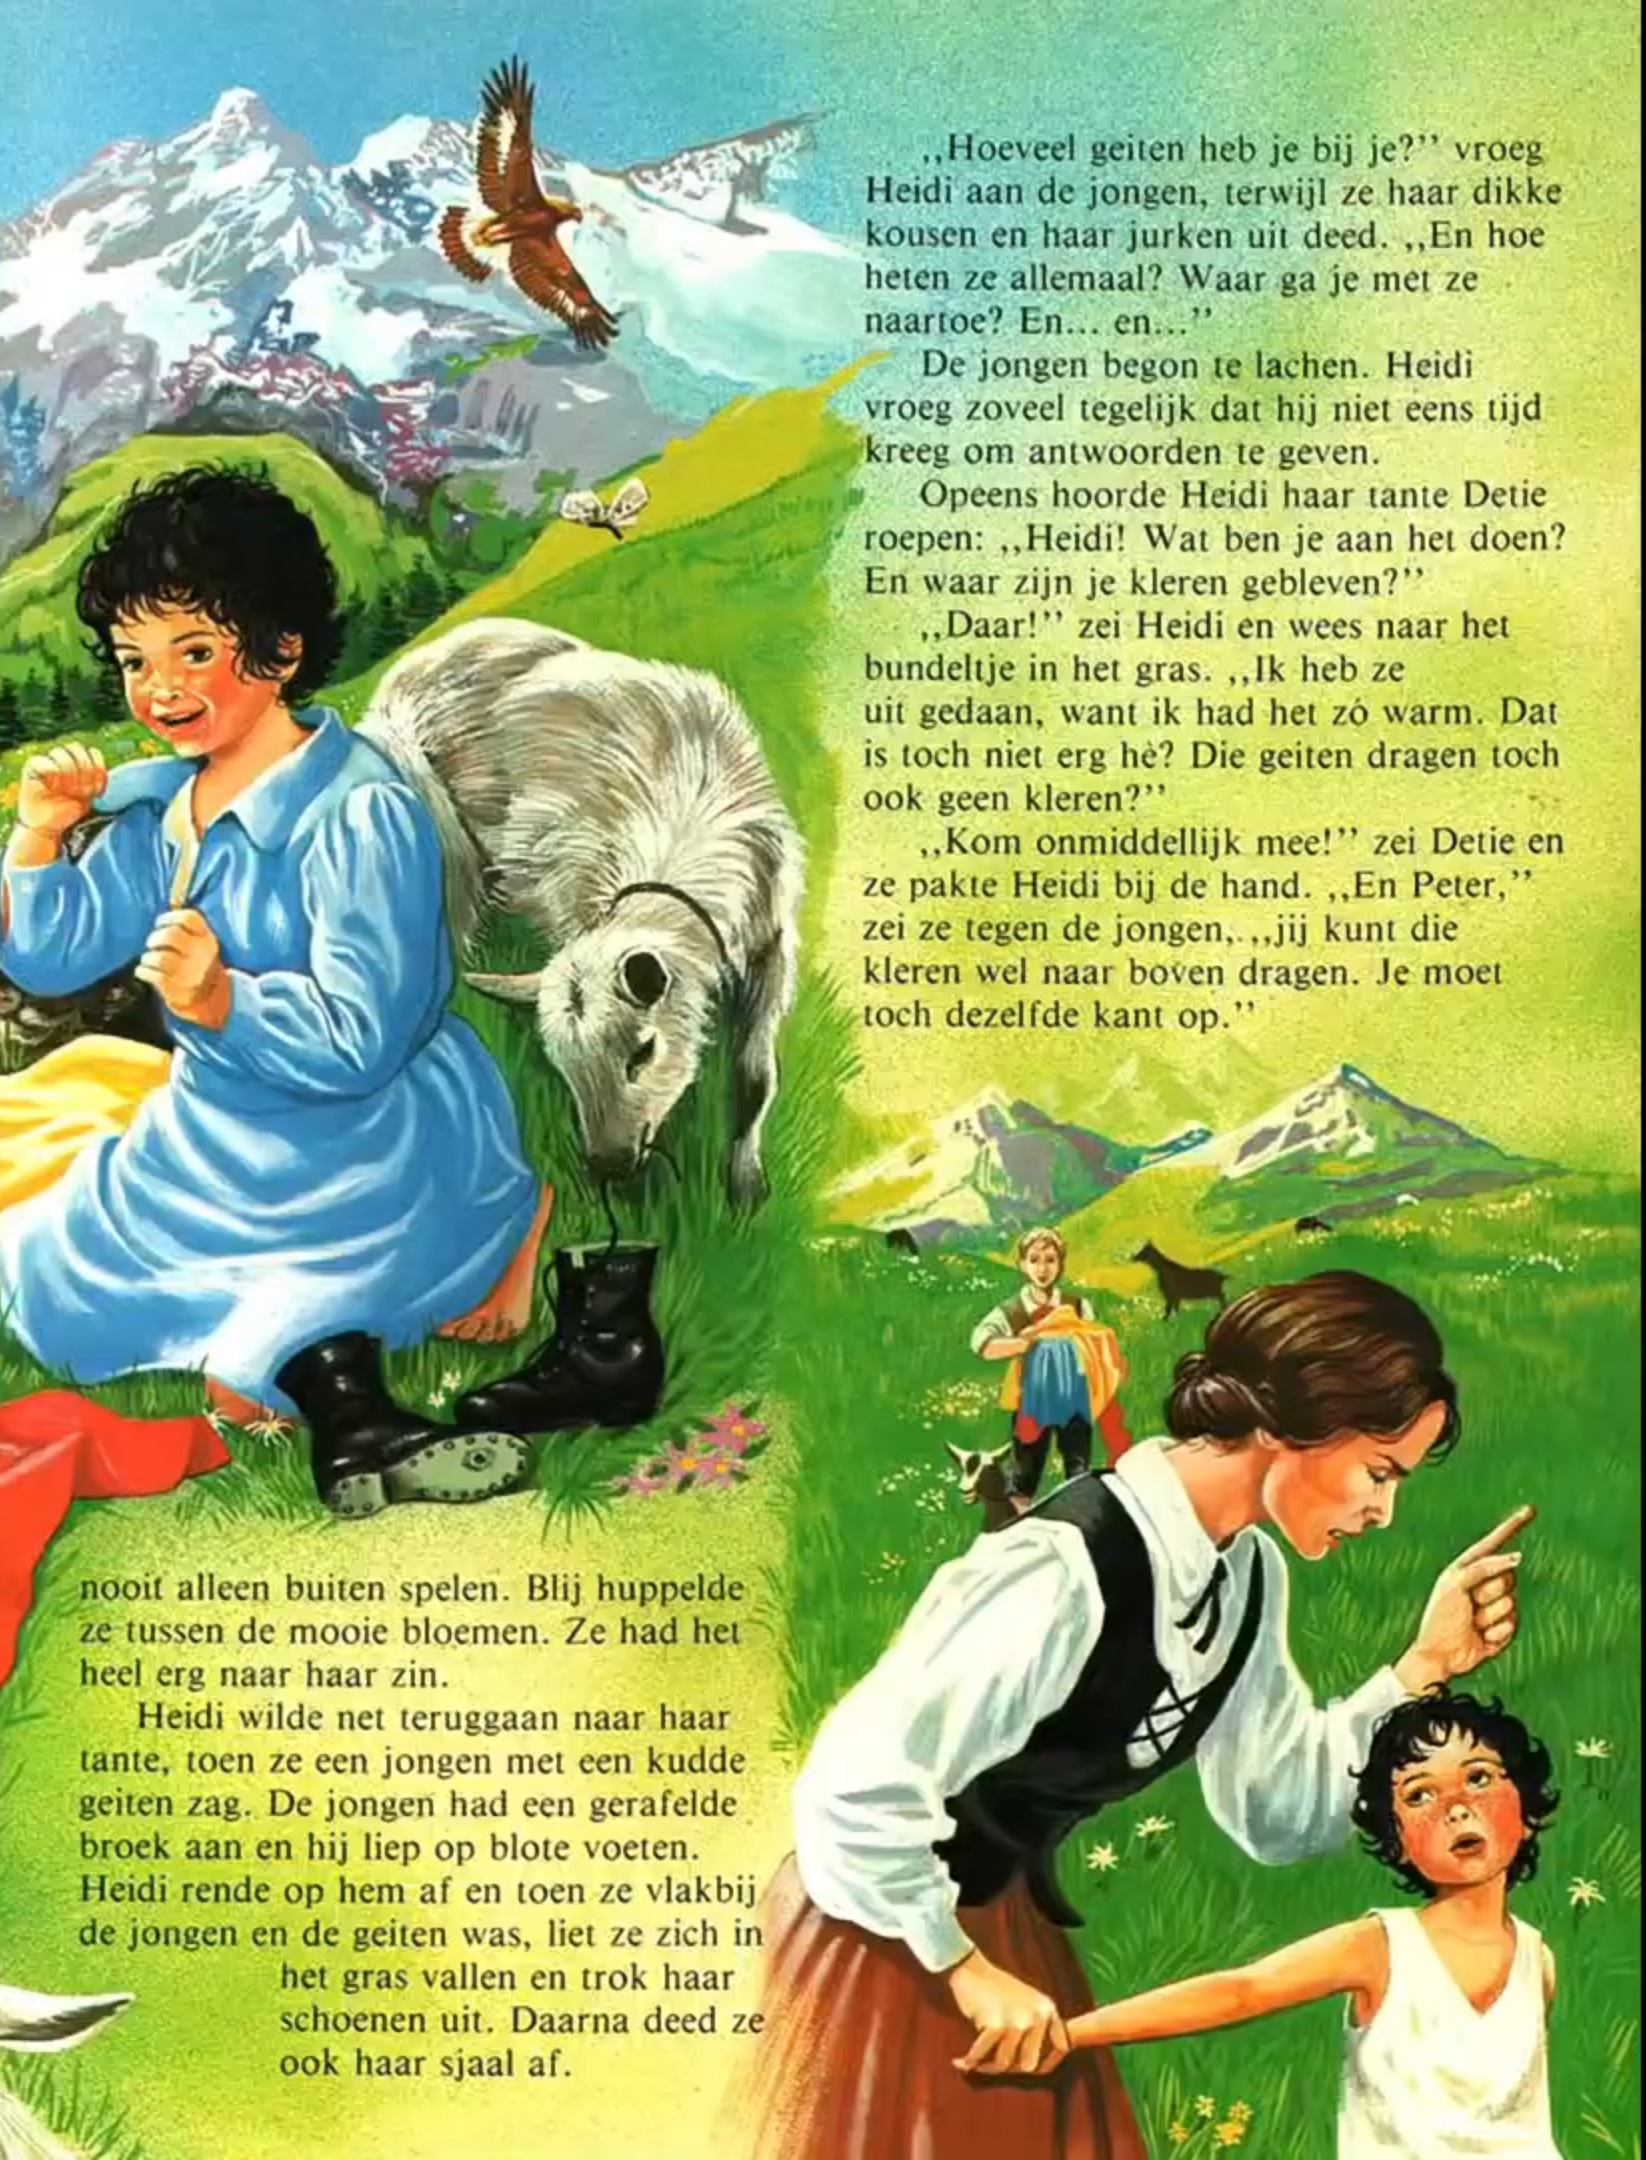 nooit alleen buiten spelen. Blij huppelde
ze tussen de mooie bloemen. Ze had het
heel erg naar haar zin.
Heidi wilde net teruggaan naar haar
tante, toen ze een jongen met een kudde
geiten zag. De jongen had een gerafelde
broek aan en hij liep op blote voeten.
Heidi rende op hem af en toen ze vlakbij
de jongen en de geiten was, liet ze zich in
het gras vallen en trok haar
schoenen uit. Daarna deed ze
ook haar sjaal af.
,,Hoeveel geiten heb je bij je?’’ vroeg
Heidi aan de jongen, terwijl ze haar dikke
kousen en haar jurken uit deed. ,,En hoe
heten ze allemaal? Waar ga je met ze
naartoe? En... en...’’
De jongen begon te lachen. Heidi
vroeg zoveel tegelijk dat hij niet eens tijd
kreeg om antwoorden te geven.
Opeens hoorde Heidi haar tante Detie
roepen: ,,Heidi! Wat ben je aan het doen?
En waar zijn je kleren gebleven?’’
,,Daar!’’ zei Heidi en wees naar het
bundeltje in het gras. ,,Ik heb ze
uit gedaan, want ik had het zó warm. Dat
is toch niet erg hè? Die geiten dragen toch
ook geen kleren?’’
,,Kom onmiddellijk mee!’’ zei Detie en
ze pakte Heidi bij de hand. ,,En Peter,’’
zei ze tegen de jongen, ,,jij kunt die
kleren wel naar boven dragen. Je moet
toch dezelfde kant op.’’